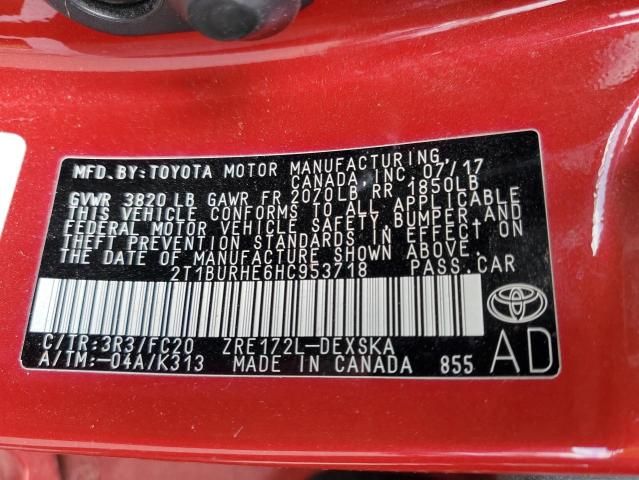 MFD.BY:TOYOTA MOTOR MANUFACTURING
CANADA, INC. 07/17
GVWR 3820 LB GAWR FR 2070LB RR 1850LB
THIS VEHICLE CONFORMS TO ALL APPLICABLE
FEDERAL MOTOR VEHICLE SAFETY, BUMPER, AND
THEFT PREVENTION STANDARDS IN EFFECT ON
THE DATE OF MANUFACTURE SHOWN ABOVE.
2T1BURHE6HC953718 PASS.CAR
C/TR:3R3/FC20 ZRE172L-DEXSKA
A/TM:-04A/K313 MADE IN CANADA 855
AD